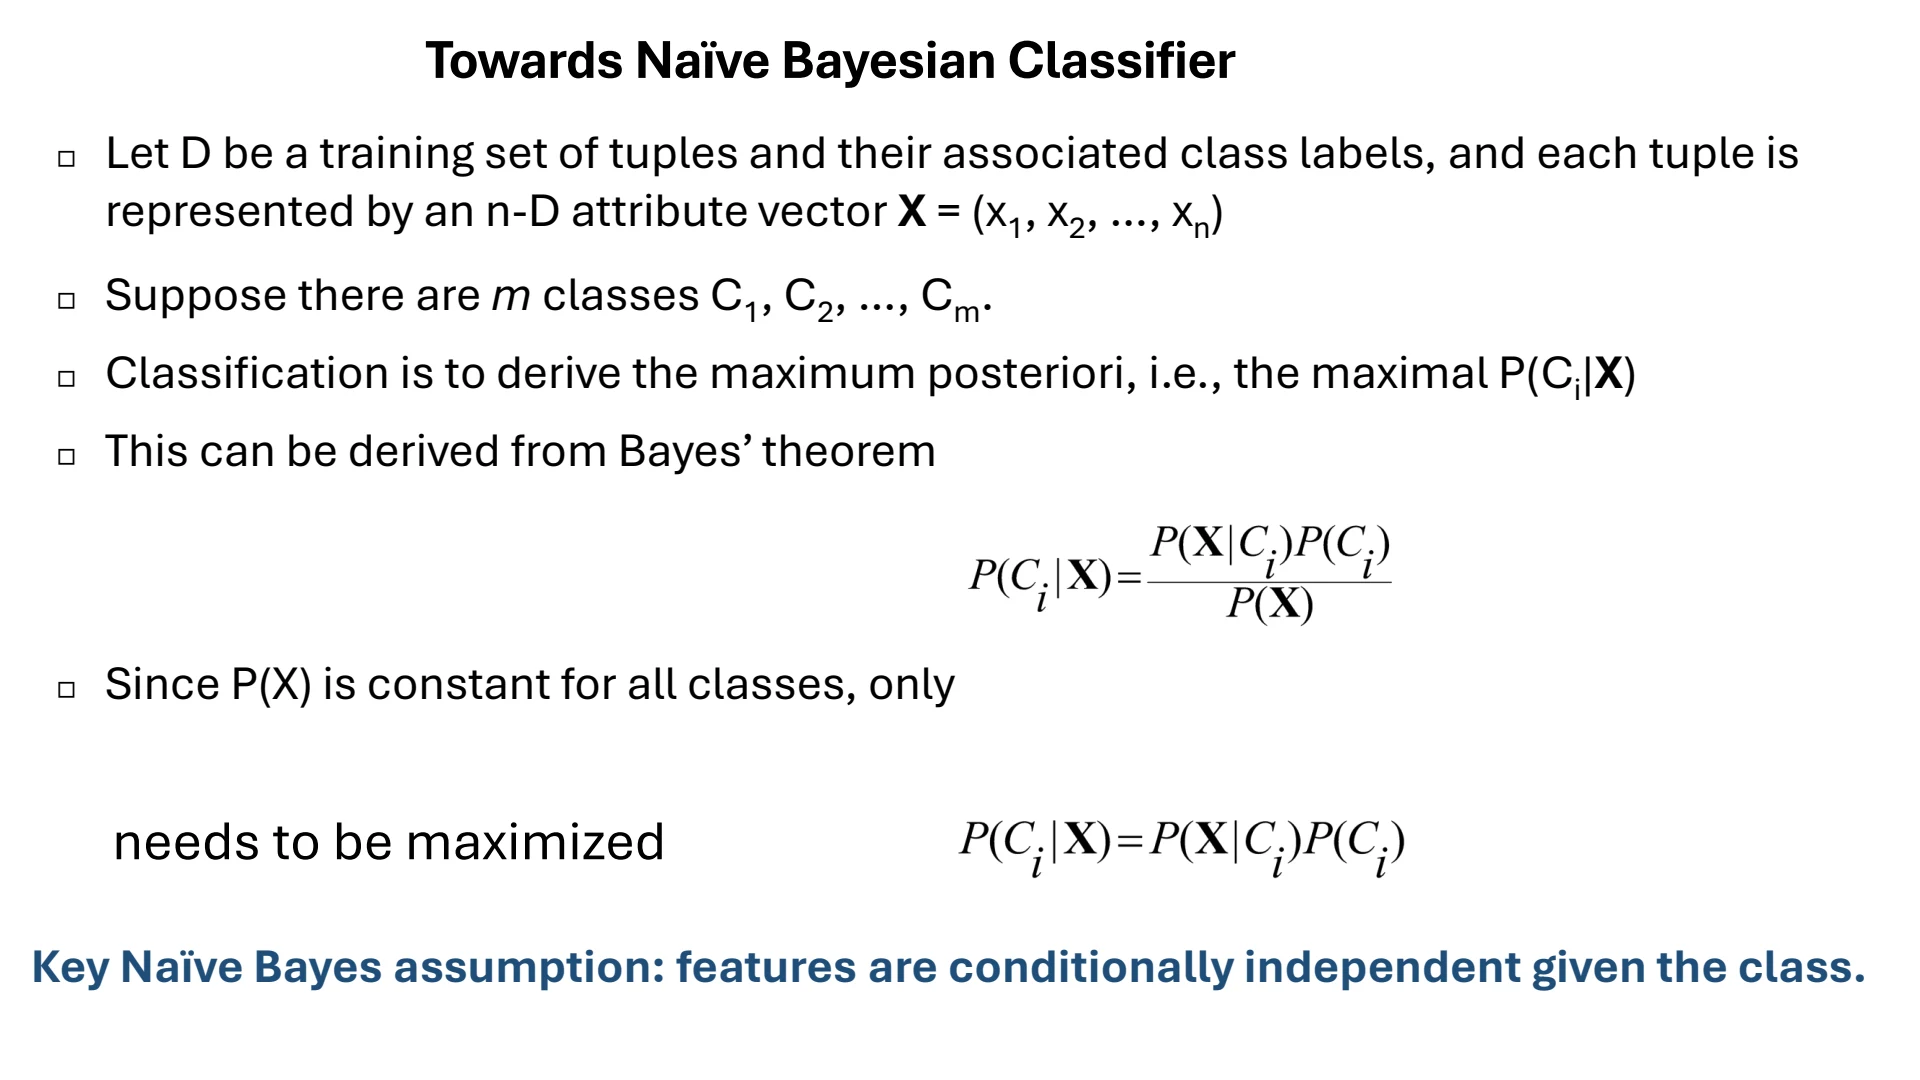 Towards Naïve Bayesian Classifier
▫ Let D be a training set of tuples and their associated class labels, and each tuple is
represented by an n-D attribute vector X = (x₁, x₂, …, xₙ)
▫ Suppose there are m classes C₁, C₂, …, Cₘ.
▫ Classification is to derive the maximum posteriori, i.e., the maximal P(Cᵢ|X)
▫ This can be derived from Bayes’ theorem
P(Cᵢ|X) = P(X|Cᵢ)P(Cᵢ) / P(X)
▫ Since P(X) is constant for all classes, only
needs to be maximized P(Cᵢ|X) = P(X|Cᵢ)P(Cᵢ)
Key Naïve Bayes assumption: features are conditionally independent given the class.